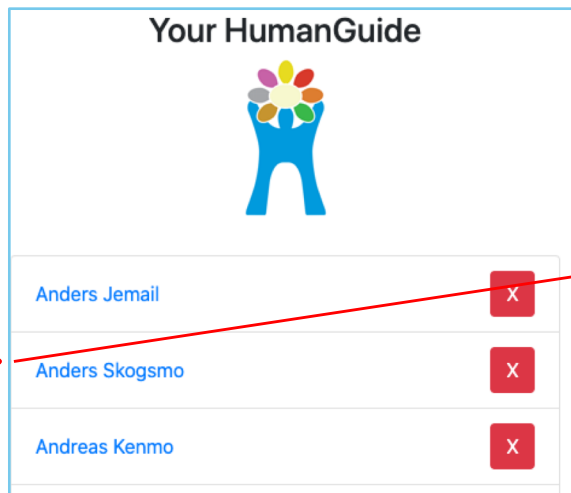 Your HumanGuide
Anders Jemail X
Anders Skogsmo X
Andreas Kenmo X